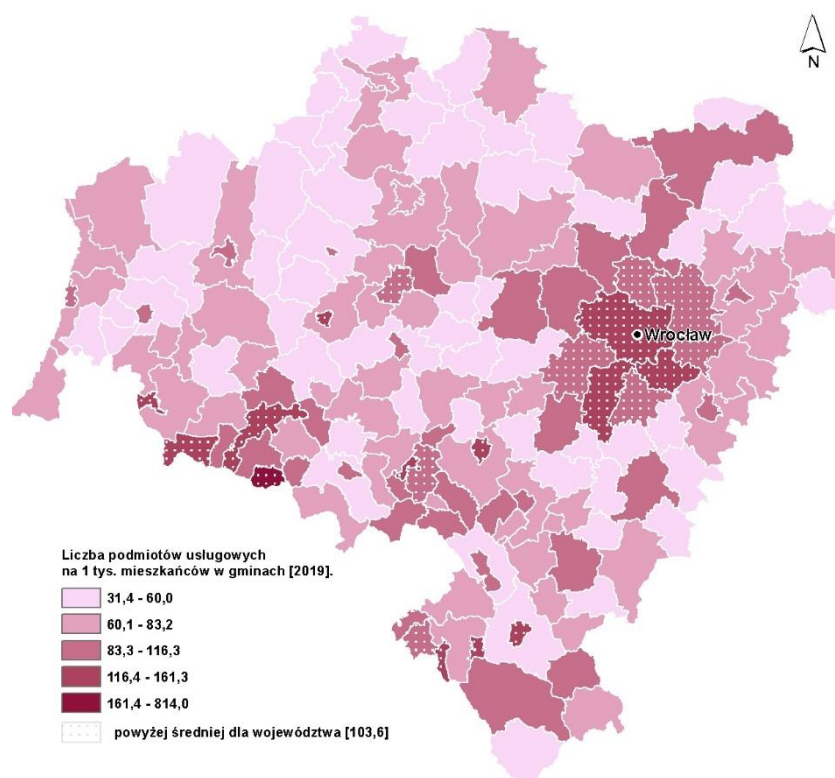 N
Wrocław
Liczba podmiotów usługowych
na 1 tys. mieszkańców w gminach [2019].
31,4 - 60,0
60,1 - 83,2
83,3 - 116,3
116,4 - 161,3
161,4 - 814,0
powyżej średniej dla województwa [103,6]